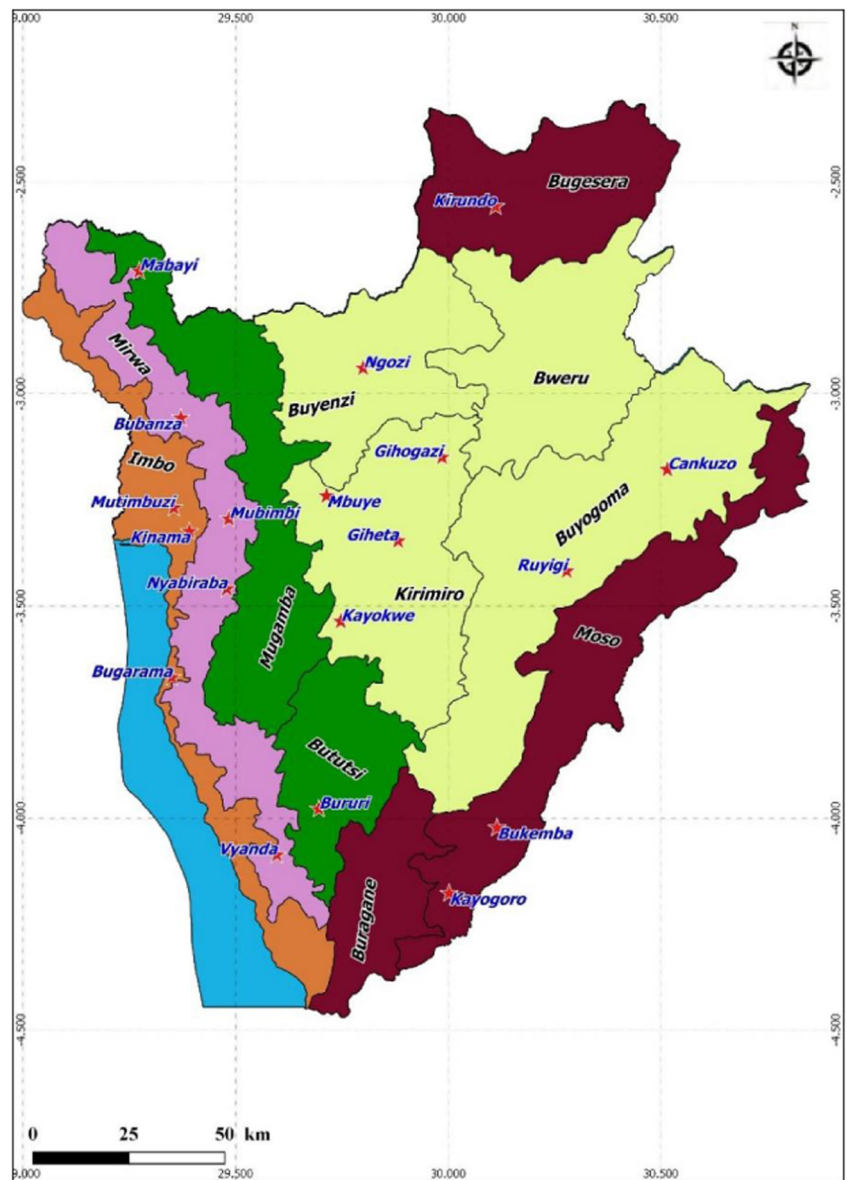 9.000 29.500 30.000 30.500
N
-2.500
Bugesera
Kirundo
Mabayi
Mirwa
Ngozi
Bweru
-3.000 -3.000
Buyenzi
Bubanza
Gihogazi
Imbo
Cankuzo
Mutimbuzi
Mbuye
Mubimbi
Buyogoma
Kinama
Giheta
Ruyigi
Nyabiraba
Kirimiro
-3.500 -3.500
Mugamba
Kayokwe
Moso
Bugarama
Bututsi
Bururi
-4.000 -4.000
Bukemba
Vyanda
Kayogoro
Buragane
-4.500 -4.500
0 25 50 km
9.000 29.500 30.000 30.500
-2.500